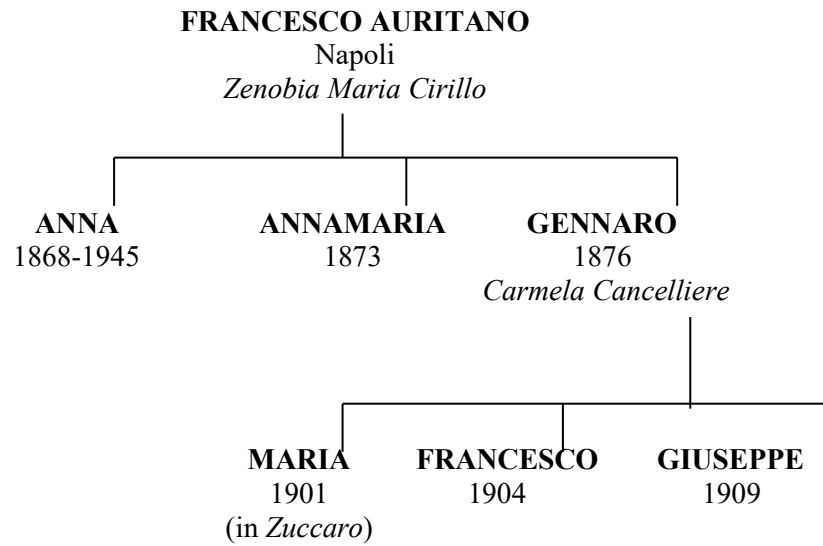 FRANCESCO AURITANO
Napoli
Zenobia Maria Cirillo
ANNA ANNAMARIA GENNARO
1868-1945 1873 1876
Carmela Cancelliere
MARIA FRANCESCO GIUSEPPE
1901 1904 1909
(in Zuccaro)